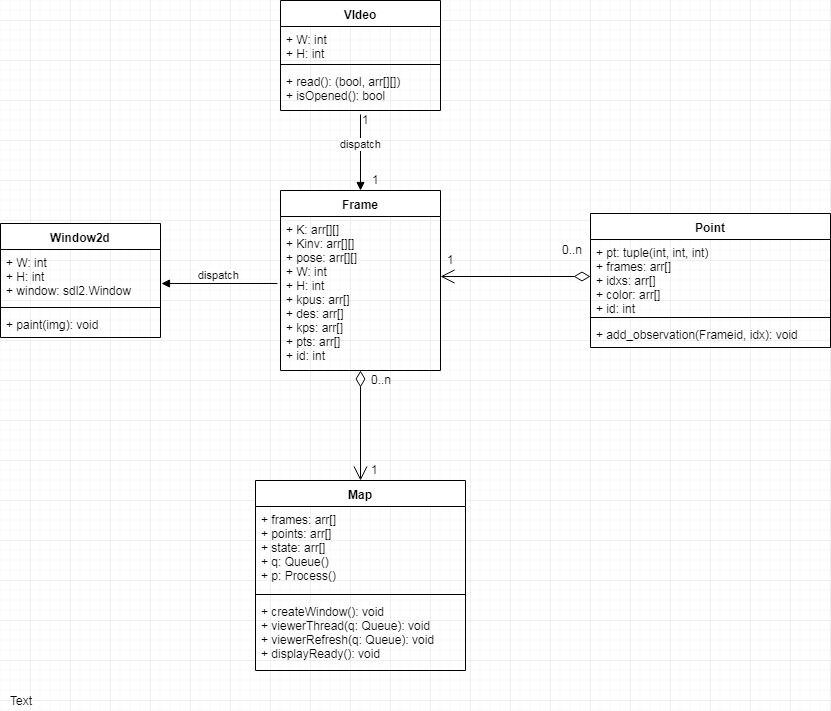 VIdeo
+ W: int
+ H: int
+ read(): (bool, arr[][])
+ isOpened(): bool
1
dispatch
1
Frame
+ K: arr[][]
+ Kinv: arr[][]
+ pose: arr[][]
+ W: int
+ H: int
+ kpus: arr[]
+ des: arr[]
+ kps: arr[]
+ pts: arr[]
+ id: int
Window2d
+ W: int
+ H: int
+ window: sdl2.Window
+ paint(img): void
dispatch
1
0..n
Point
+ pt: tuple(int, int, int)
+ frames: arr[]
+ idxs: arr[]
+ color: arr[]
+ id: int
+ add_observation(Frameid, idx): void
0..n
1
Map
+ frames: arr[]
+ points: arr[]
+ state: arr[]
+ q: Queue()
+ p: Process()
+ createWindow(): void
+ viewerThread(q: Queue): void
+ viewerRefresh(q: Queue): void
+ displayReady(): void
Text